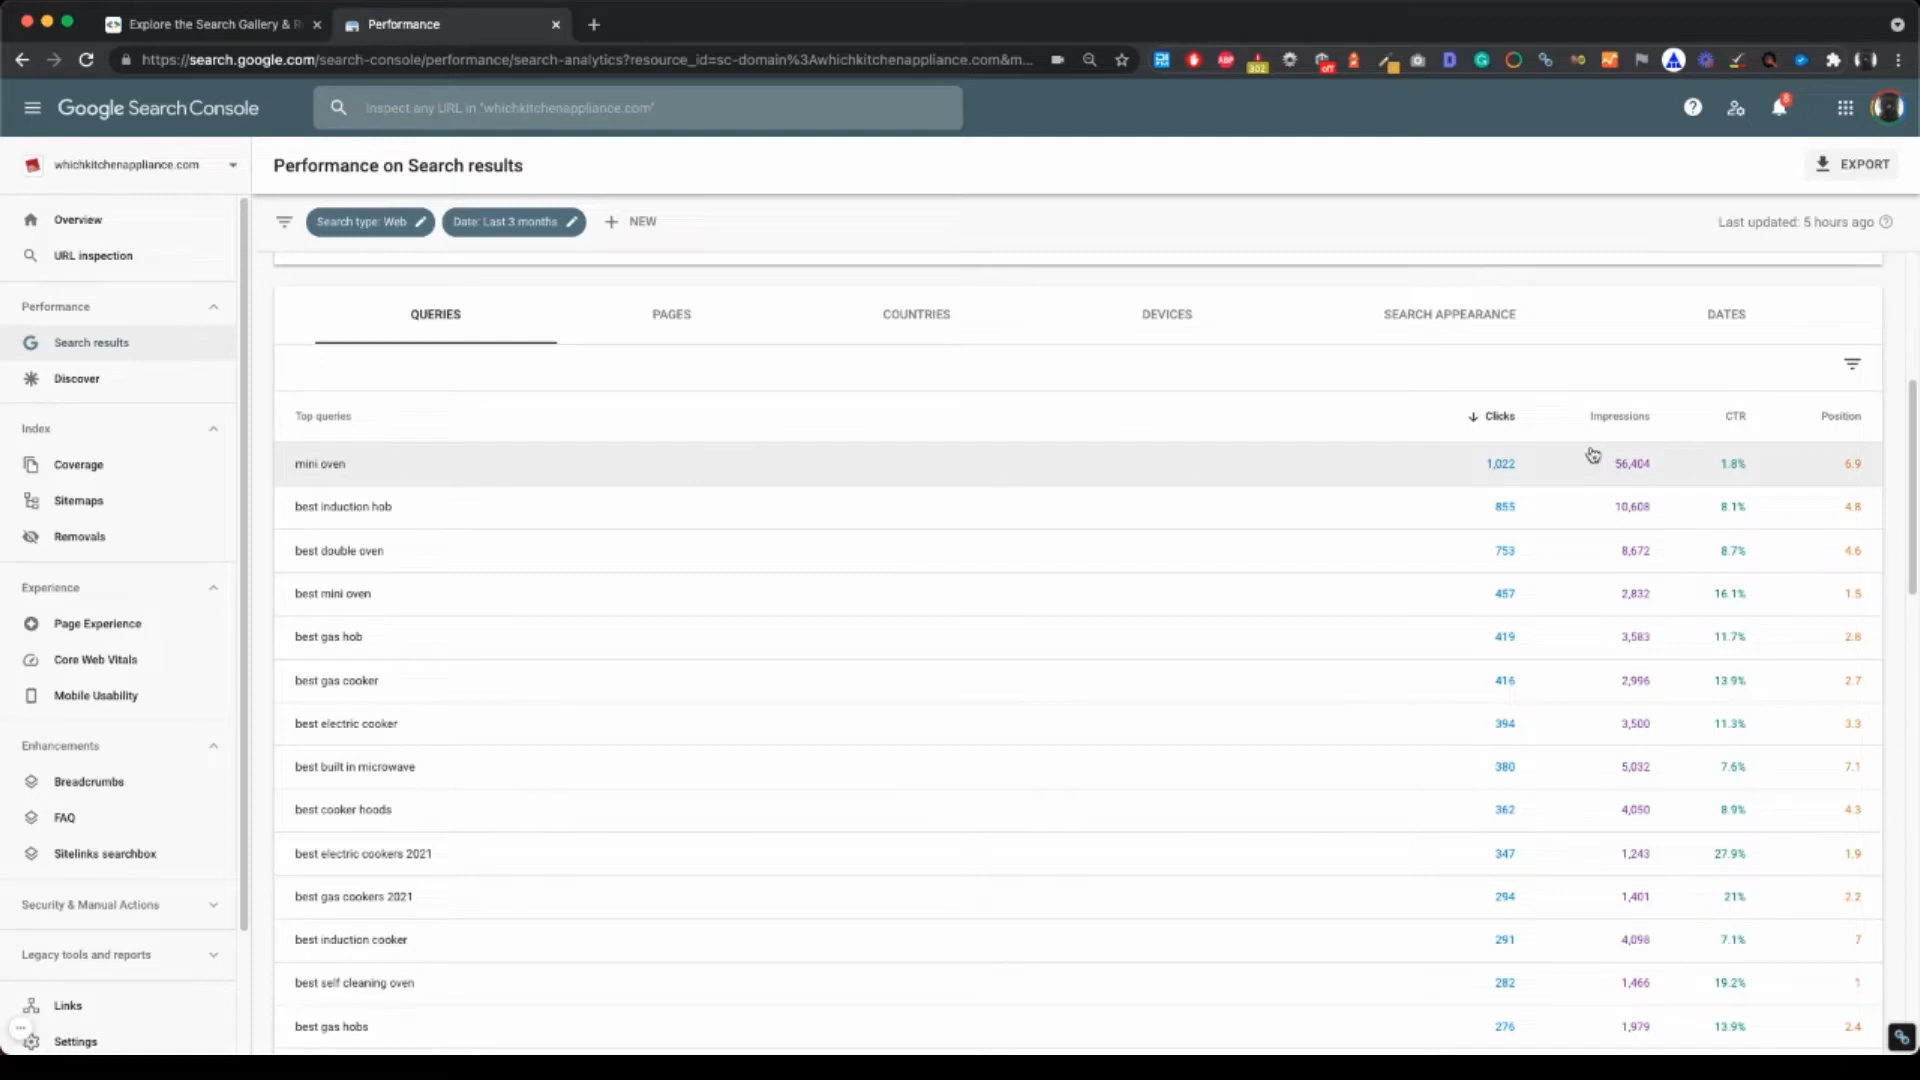 Explore the Search Gallery & R
Performance
https://search.google.com/search-console/performance/search-analytics?resource_id=sc-domain%3Awhichkitchenappliance.com&m...
Google Search Console
Inspect any URL in "whichkitchenappliance.com"
whichkitchenappliance.com
Performance on Search results
EXPORT
Search type: Web
Date: Last 3 months
NEW
Last updated: 5 hours ago
Overview
URL inspection
Performance
Search results
Discover
Index
Coverage
Sitemaps
Removals
Experience
Page Experience
Core Web Vitals
Mobile Usability
Enhancements
Breadcrumbs
FAQ
Sitelinks searchbox
Security & Manual Actions
Legacy tools and reports
Links
Settings
QUERIES PAGES COUNTRIES DEVICES SEARCH APPEARANCE DATES
Top queries Clicks Impressions CTR Position
mini oven 1,022 56,404 1.8% 6.9
best induction hob 855 10,608 8.1% 4.8
best double oven 753 8,672 8.7% 4.6
best mini oven 457 2,832 16.1% 1.5
best gas hob 419 3,583 11.7% 2.8
best gas cooker 416 2,996 13.9% 2.7
best electric cooker 394 3,500 11.3% 3.3
best built in microwave 380 5,032 7.6% 7.1
best cooker hoods 362 4,050 8.9% 4.3
best electric cookers 2021 347 1,243 27.9% 1.9
best gas cookers 2021 294 1,401 21% 2.2
best induction cooker 291 4,098 7.1% 7
best self cleaning oven 282 1,466 19.2% 1
best gas hobs 276 1,979 13.9% 2.4